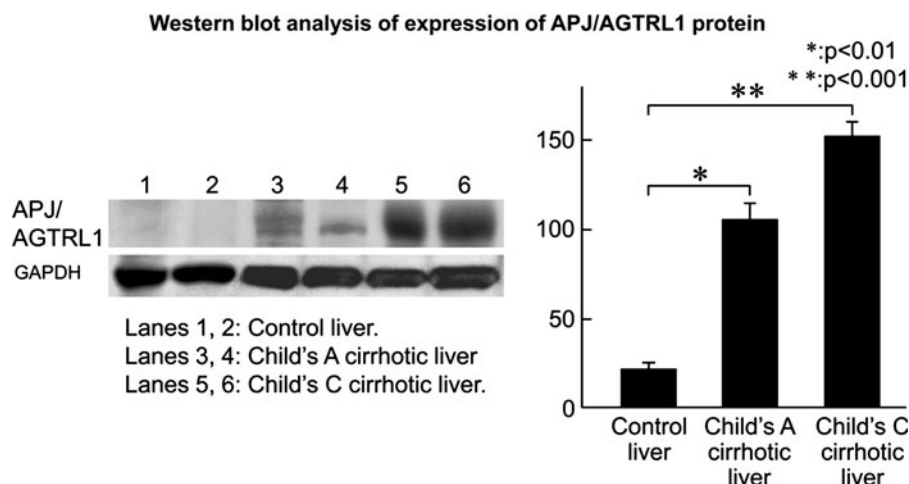 Western blot analysis of expression of APJ/AGTRL1 protein
*:p<0.01
**:p<0.001
1 2 3 4 5 6
APJ/
AGTRL1
GAPDH
Lanes 1, 2: Control liver.
Lanes 3, 4: Child's A cirrhotic liver
Lanes 5, 6: Child's C cirrhotic liver.
**
*
150
100
50
0
Control
liver
Child's A
cirrhotic
liver
Child's C
cirrhotic
liver